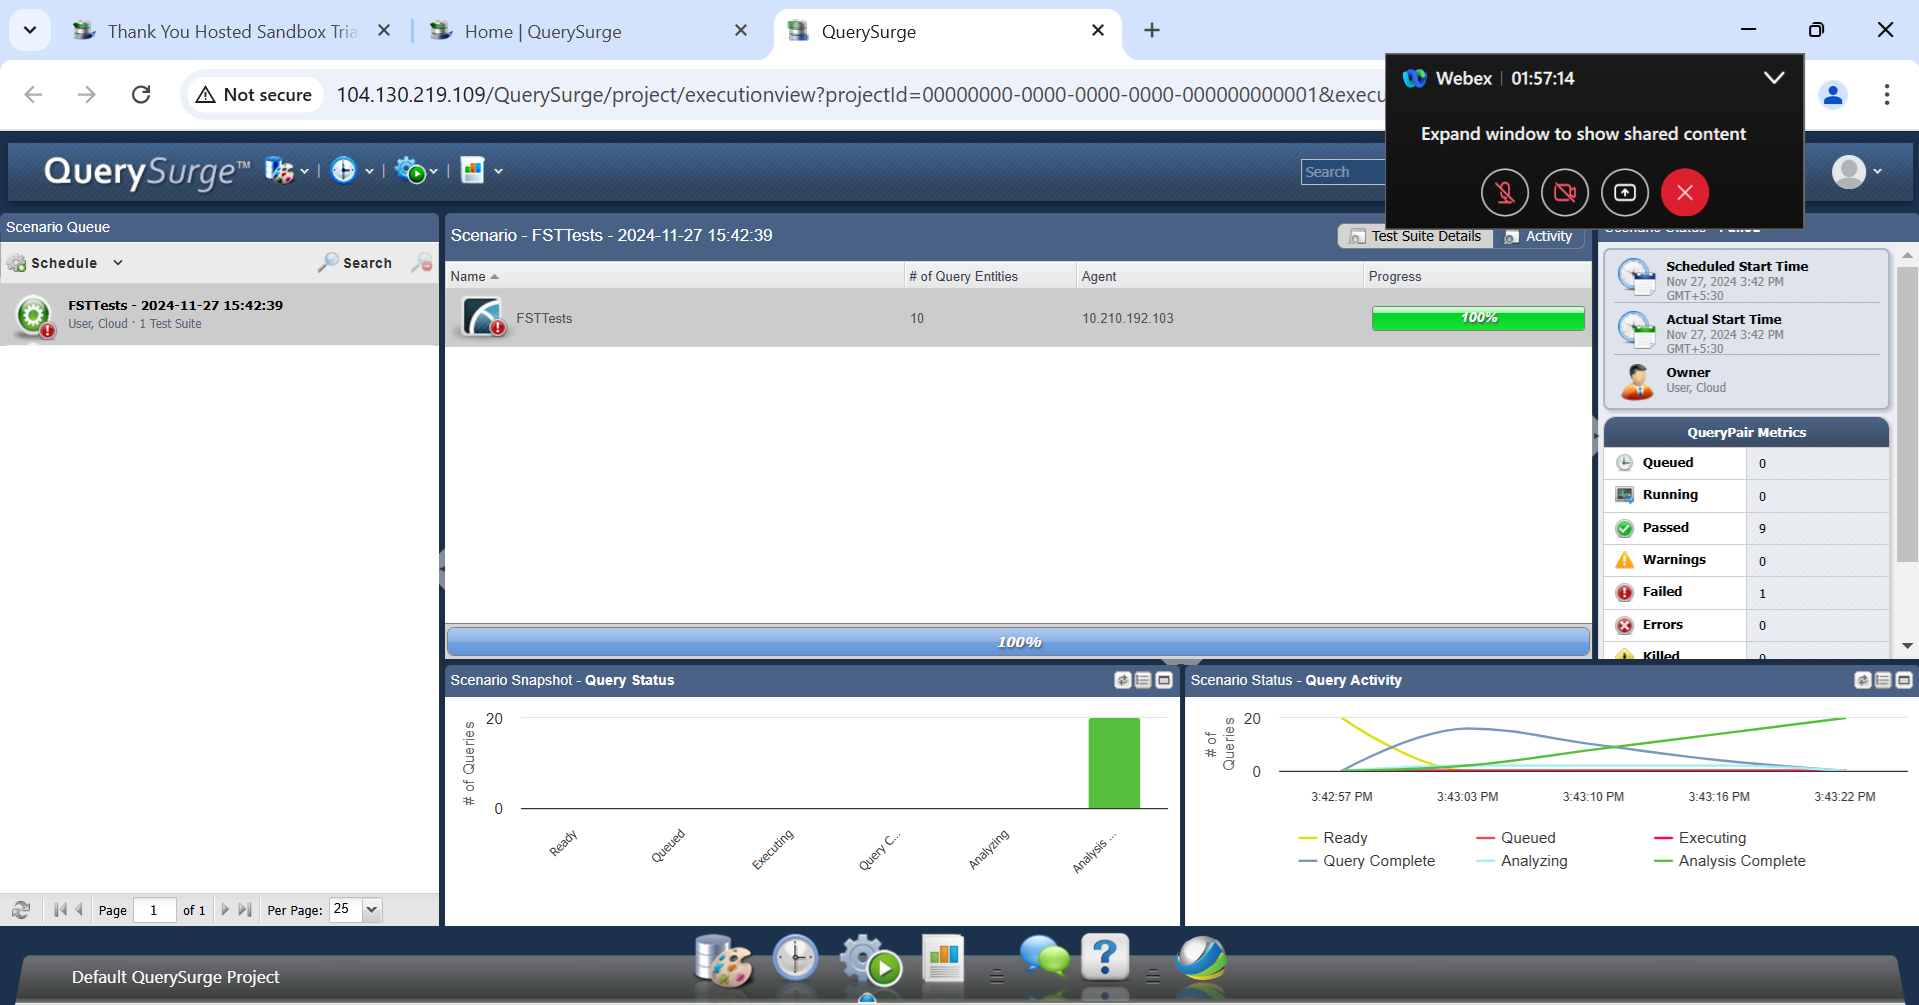 Thank You Hosted Sandbox Tria
Home | QuerySurge
QuerySurge
Not secure
104.130.219.109/QuerySurge/project/executionview?projectId=00000000-0000-0000-0000-000000000001&execu
Webex | 01:57:14
Expand window to show shared content
QuerySurge™
Search
Scenario Queue
Schedule
Search
FSTTests - 2024-11-27 15:42:39
User, Cloud · 1 Test Suite
Page 1 of 1
Per Page: 25
Scenario - FSTTests - 2024-11-27 15:42:39
Test Suite Details
Activity
Name
# of Query Entities
Agent
Progress
FSTTests
10
10.210.192.103
100%
100%
Scenario Status - Failed
Scheduled Start Time
Nov 27, 2024 3:42 PM
GMT+5:30
Actual Start Time
Nov 27, 2024 3:42 PM
GMT+5:30
Owner
User, Cloud
QueryPair Metrics
Queued 0
Running 0
Passed 9
Warnings 0
Failed 1
Errors 0
Killed 0
Scenario Snapshot - Query Status
# of Queries
20
0
Ready
Queued
Executing
Query C...
Analyzing
Analysis ...
Scenario Status - Query Activity
# of
Queries
20
0
3:42:57 PM
3:43:03 PM
3:43:10 PM
3:43:16 PM
3:43:22 PM
Ready
Queued
Executing
Query Complete
Analyzing
Analysis Complete
Default QuerySurge Project